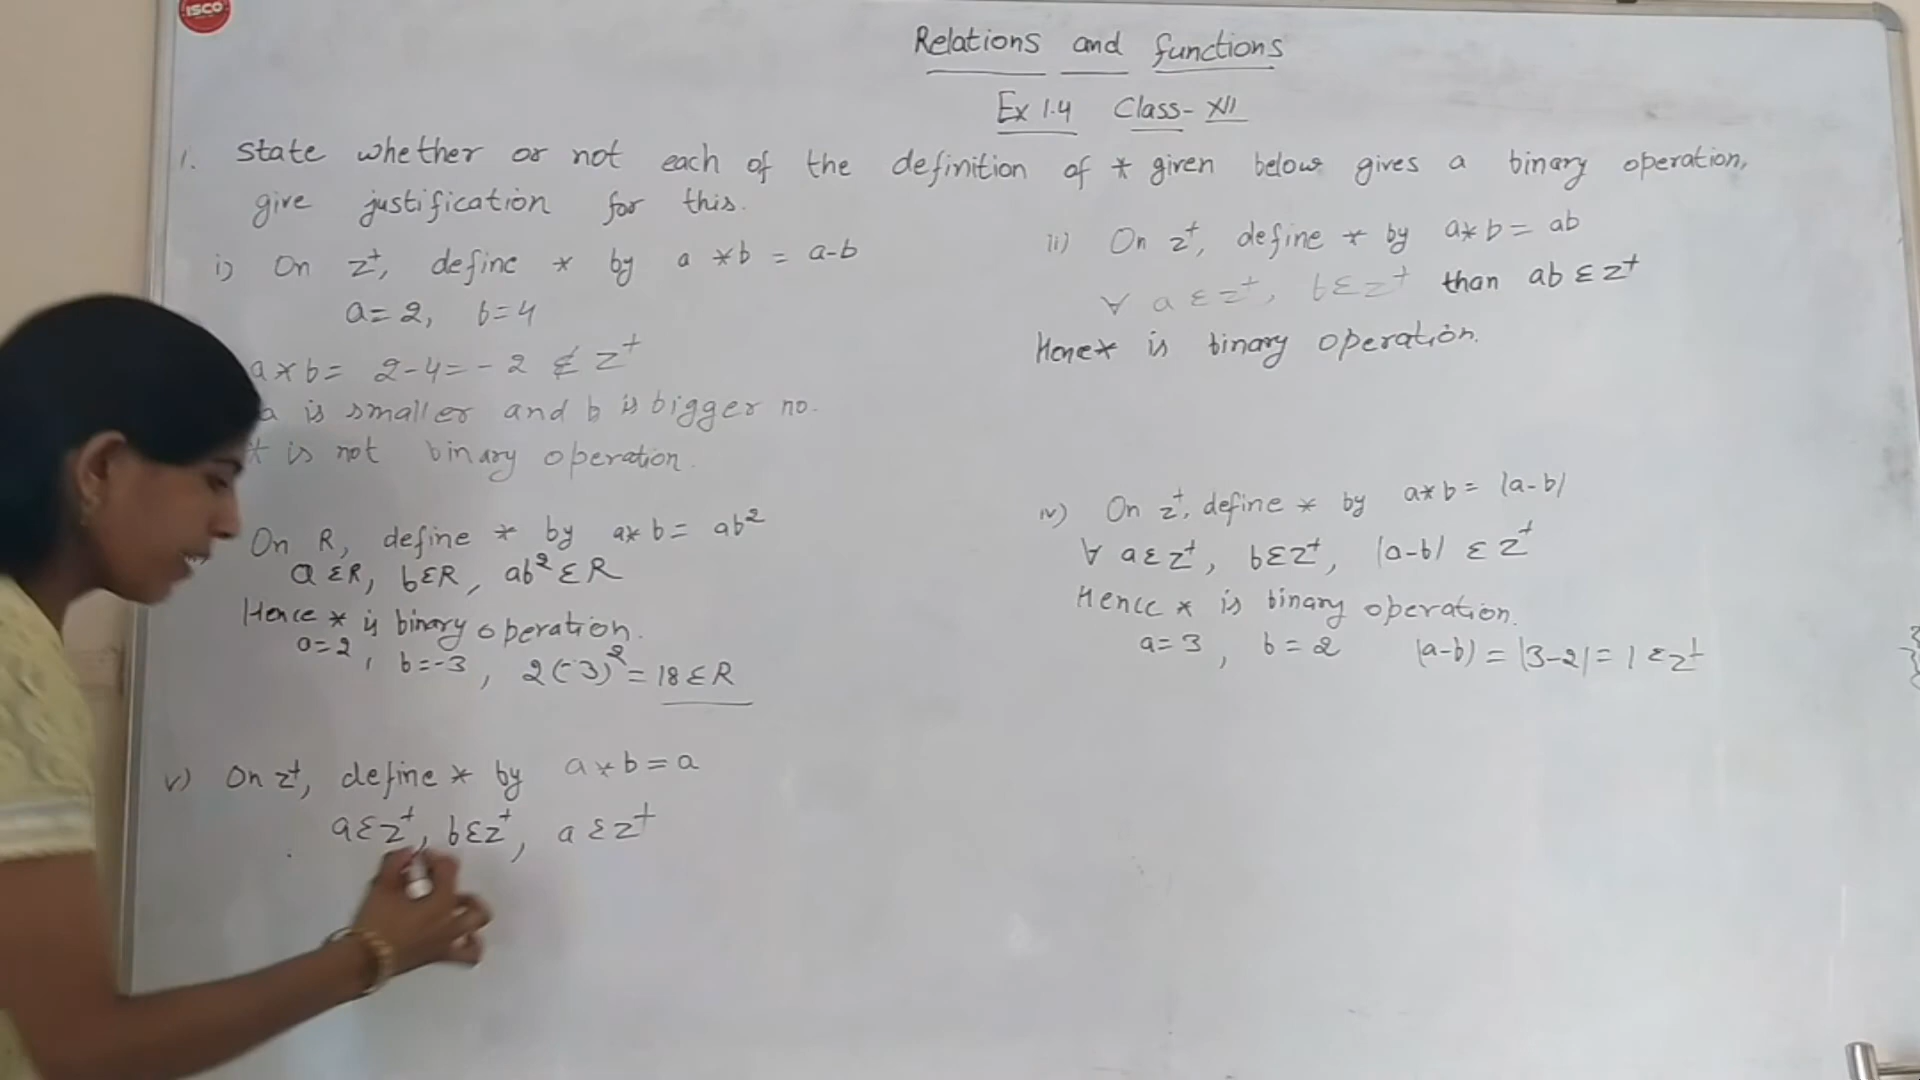 ISCO
Relations and functions
Ex 1.4 Class- XII
1. State whether or not each of the definition of * given below gives a binary operation,
give justification for this.
i) On z⁺, define * by a *b = a-b
a= 2, b=4
a*b= 2-4=-2 ∉ z⁺
a is smaller and b is bigger no.
* is not binary operation.
ii) On z⁺, define * by a*b= ab
∀ a ε z⁺, b ε z⁺ than ab ε z⁺
Hence* is binary operation.
On R, define * by a* b= ab²
a ε R, b ε R, ab² ε R
Hence * is binary operation.
a=2, b=-3, 2(-3)² = 18 ε R
iv) On z⁺, define * by a*b= |a-b|
∀ a ε z⁺, b ε z⁺, |a-b| ε z⁺
Hence * is binary operation.
a=3, b=2 |a-b| = |3-2|= 1 ε z⁺
v) On z⁺, define * by a*b=a
a ε z⁺, b ε z⁺, a ε z⁺